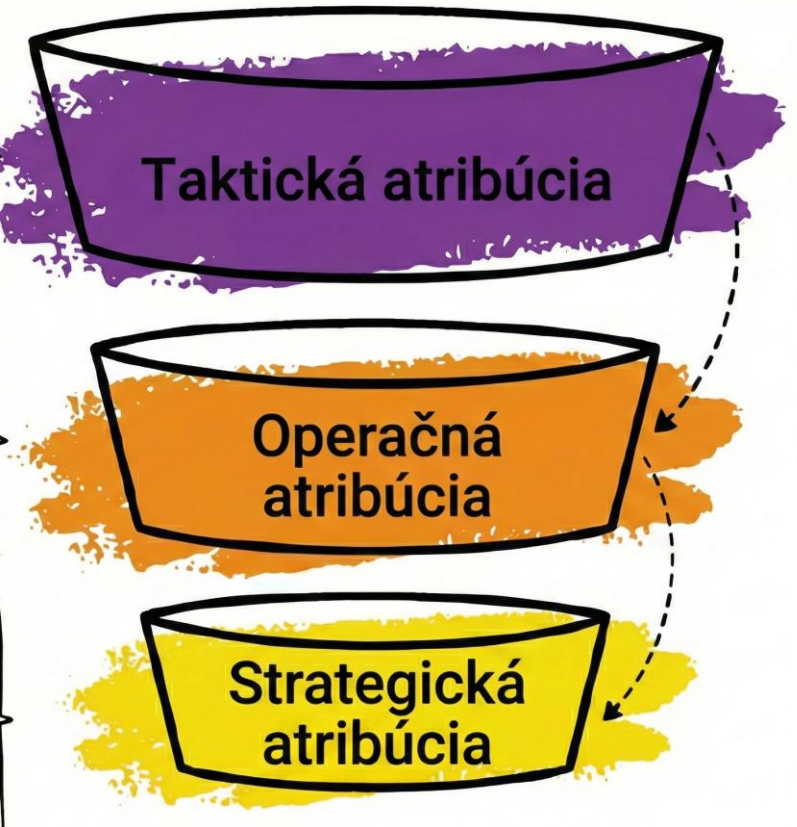 Taktická atribúcia
Operačná
atribúcia
Strategická
atribúcia